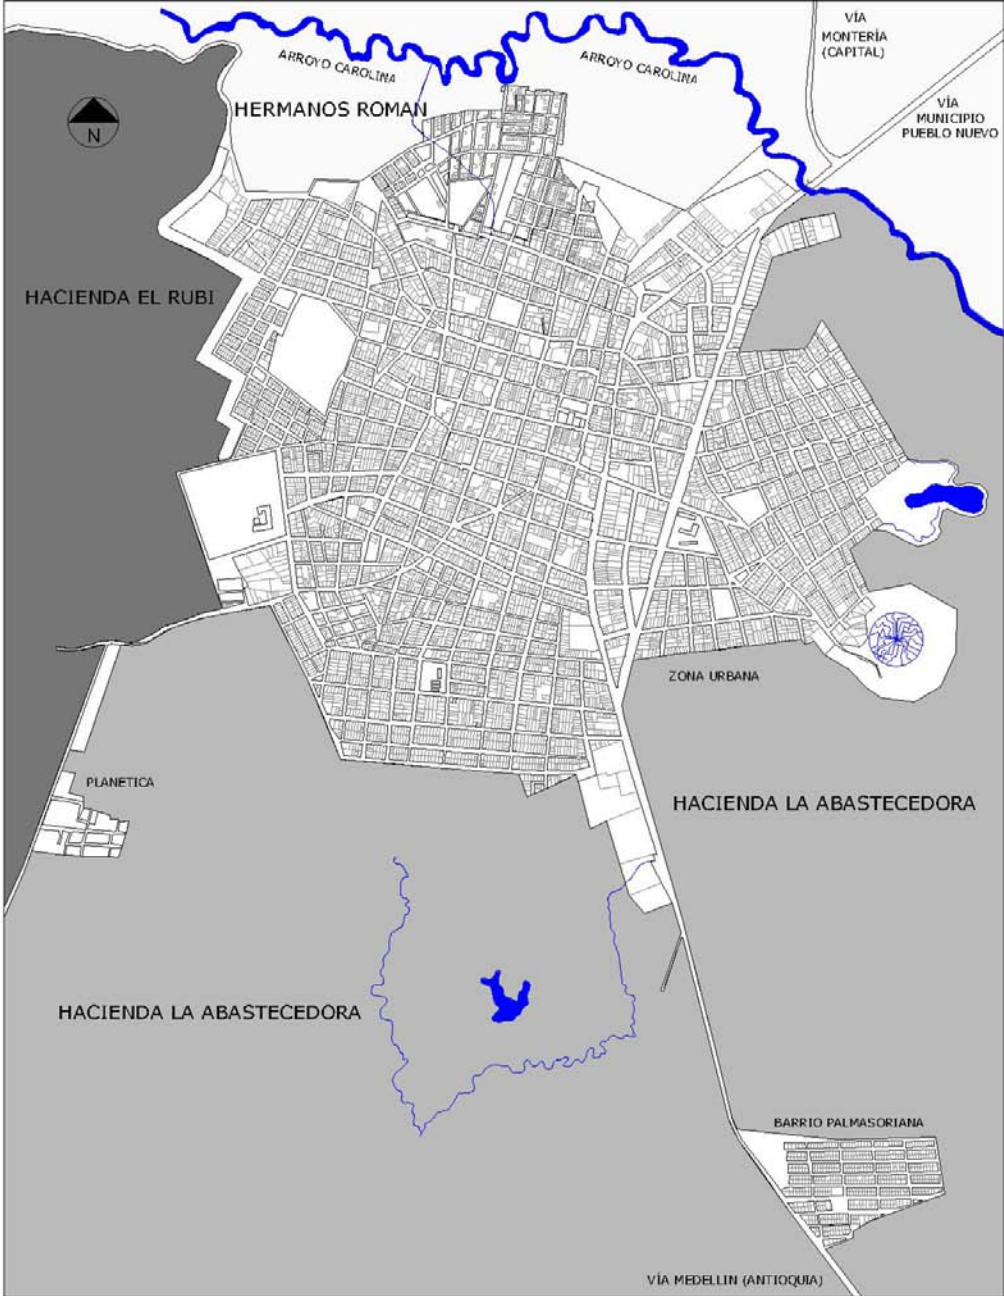 VÍA
MONTERÍA
(CAPITAL)
ARROYO CAROLINA
ARROYO CAROLINA
HERMANOS ROMAN
VÍA
MUNICIPIO
PUEBLO NUEVO
N
HACIENDA EL RUBI
ZONA URBANA
PLANETICA
HACIENDA LA ABASTECEDORA
HACIENDA LA ABASTECEDORA
BARRIO PALMASORIANA
VÍA MEDELLIN (ANTIOQUIA)